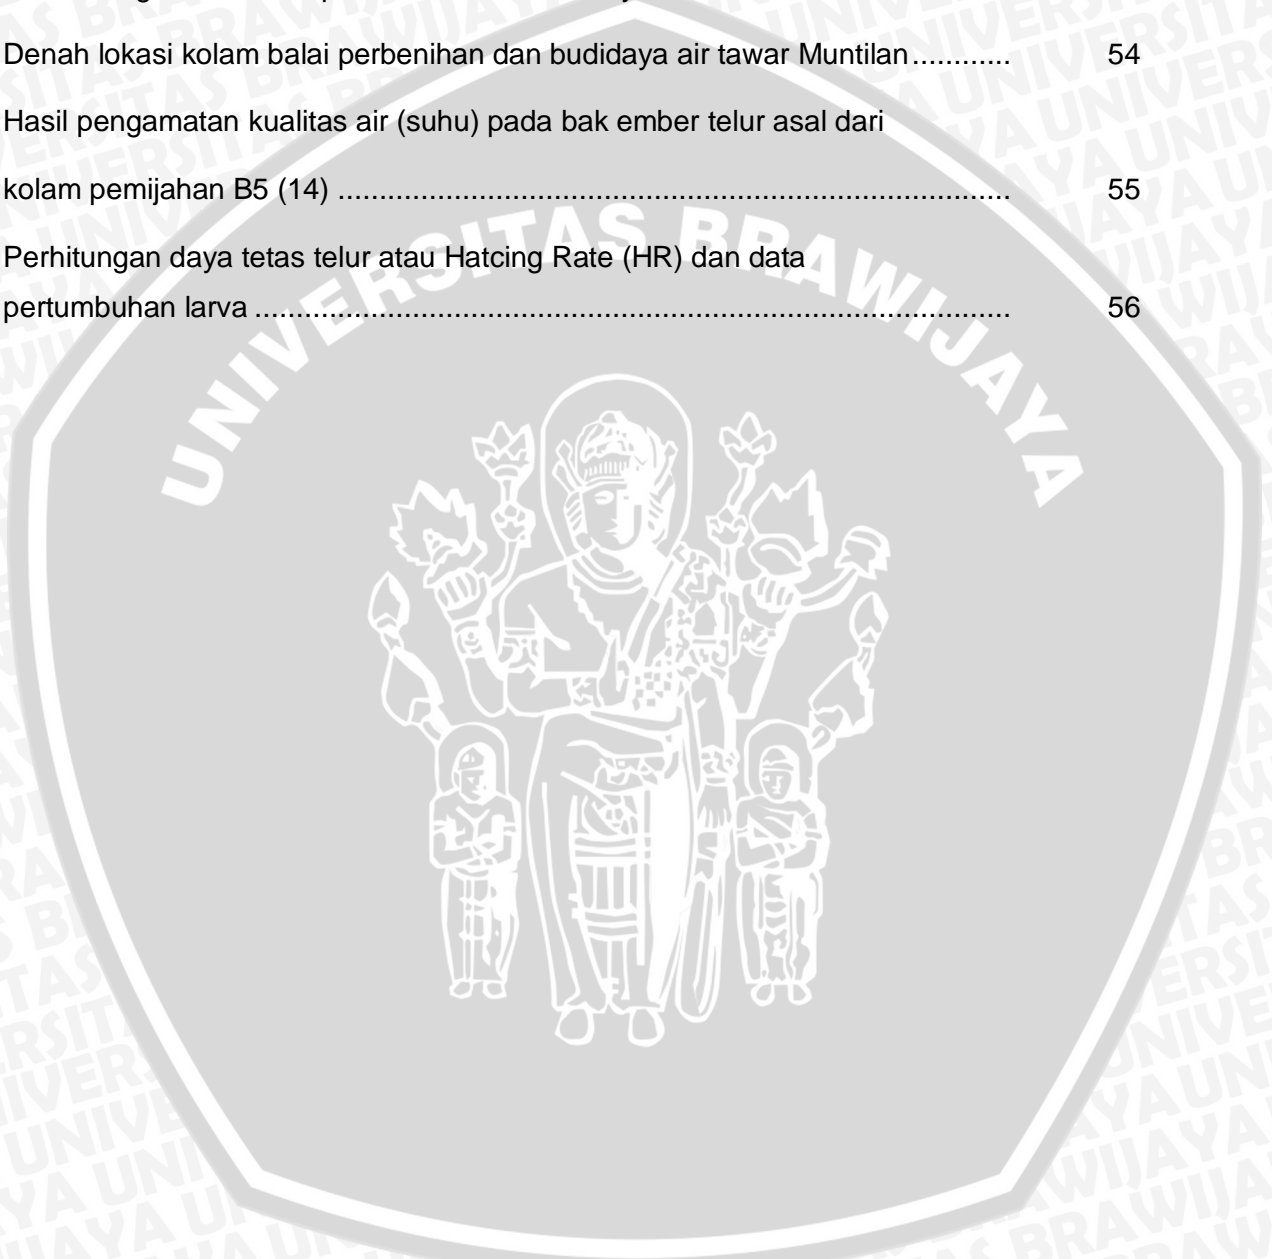 Denah lokasi kolam balai perbenihan dan budidaya air tawar Muntilan............ 54
Hasil pengamatan kualitas air (suhu) pada bak ember telur asal dari
kolam pemijahan B5 (14) ................................................................................. 55
Perhitungan daya tetas telur atau Hatcing Rate (HR) dan data
pertumbuhan larva ........................................................................................... 56
UNIVERSITAS BRAWIJAYA